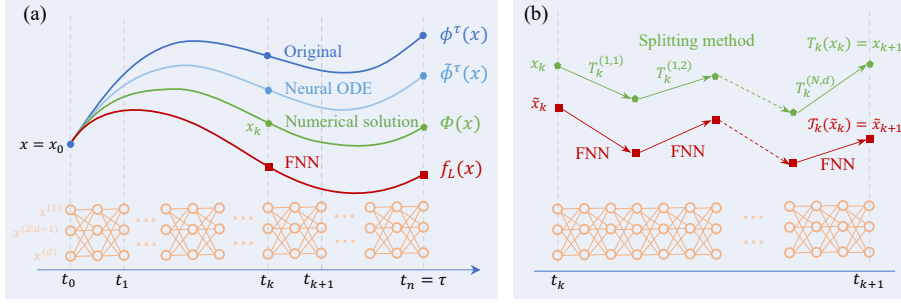 (a)
Original
ϕ^τ(x)
Neural ODE
ϕ̃^τ(x)
x_k
Numerical solution
Φ(x)
x = x_0
FNN
f_L(x)
x^(1)
x^(2:d−1)
x^(d)
t_0
t_1
t_k
t_{k+1}
t_n = τ
(b)
Splitting method
T_k(x_k) = x_{k+1}
x_k
T_k^(1,1)
T_k^(1,2)
T_k^(N,d)
x̃_k
𝒯_k(x̃_k) = x̃_{k+1}
FNN
FNN
FNN
t_k
t_{k+1}